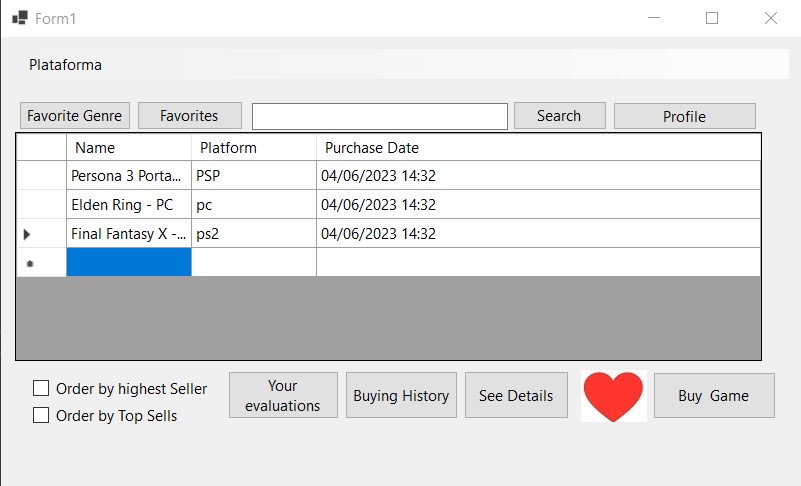 Form1
Plataforma
Favorite Genre Favorites Search Profile
Name Platform Purchase Date
Persona 3 Porta... PSP 04/06/2023 14:32
Elden Ring - PC pc 04/06/2023 14:32
Final Fantasy X -... ps2 04/06/2023 14:32
Order by highest Seller
Order by Top Sells
Your
evaluations
Buying History
See Details
Buy Game